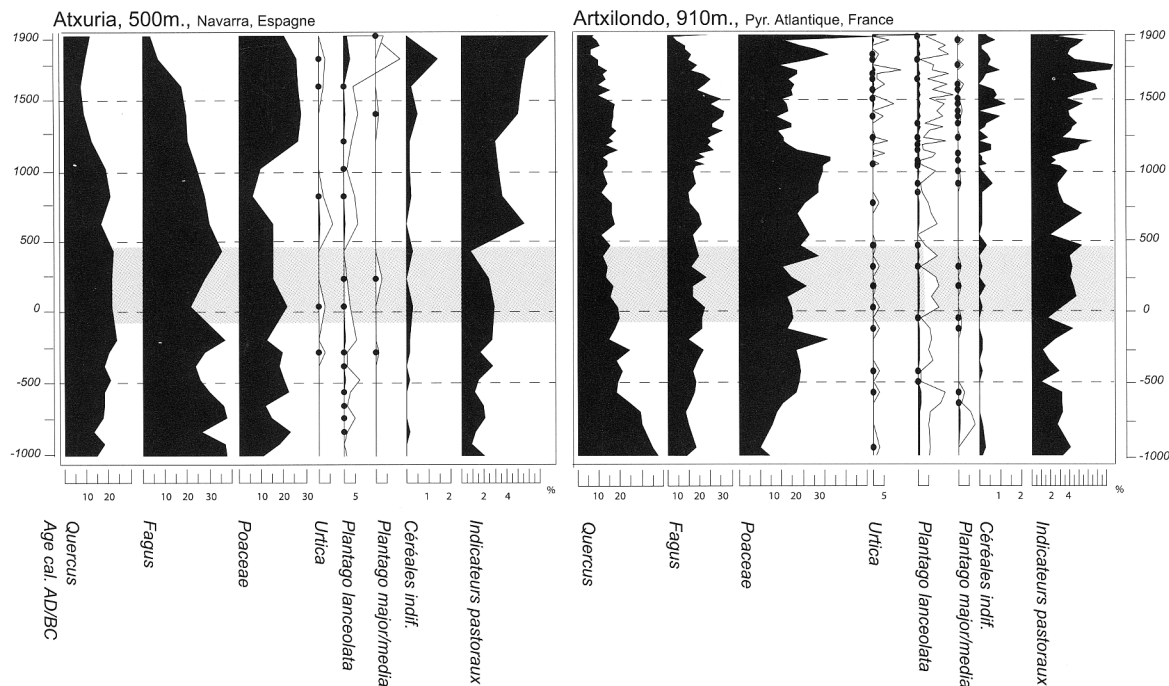 Atxuria, 500m., Navarra, Espagne
Artxilondo, 910m., Pyr. Atlantique, France
1900
1500
1000
500
0
-500
-1000
1900
1500
1000
500
0
-500
-1000
10 20
10 20 30
10 20 30
5
1 2
2 4
%
10 20
10 20
10 20 30
5
1 2
2 4
%
Age cal. AD/BC
Quercus
Fagus
Poaceae
Urtica
Plantago lanceolata
Plantago major/media
Céréales indif.
Indicateurs pastoraux
Quercus
Fagus
Poaceae
Urtica
Plantago lanceolata
Plantago major/media
Céréales indif.
Indicateurs pastoraux